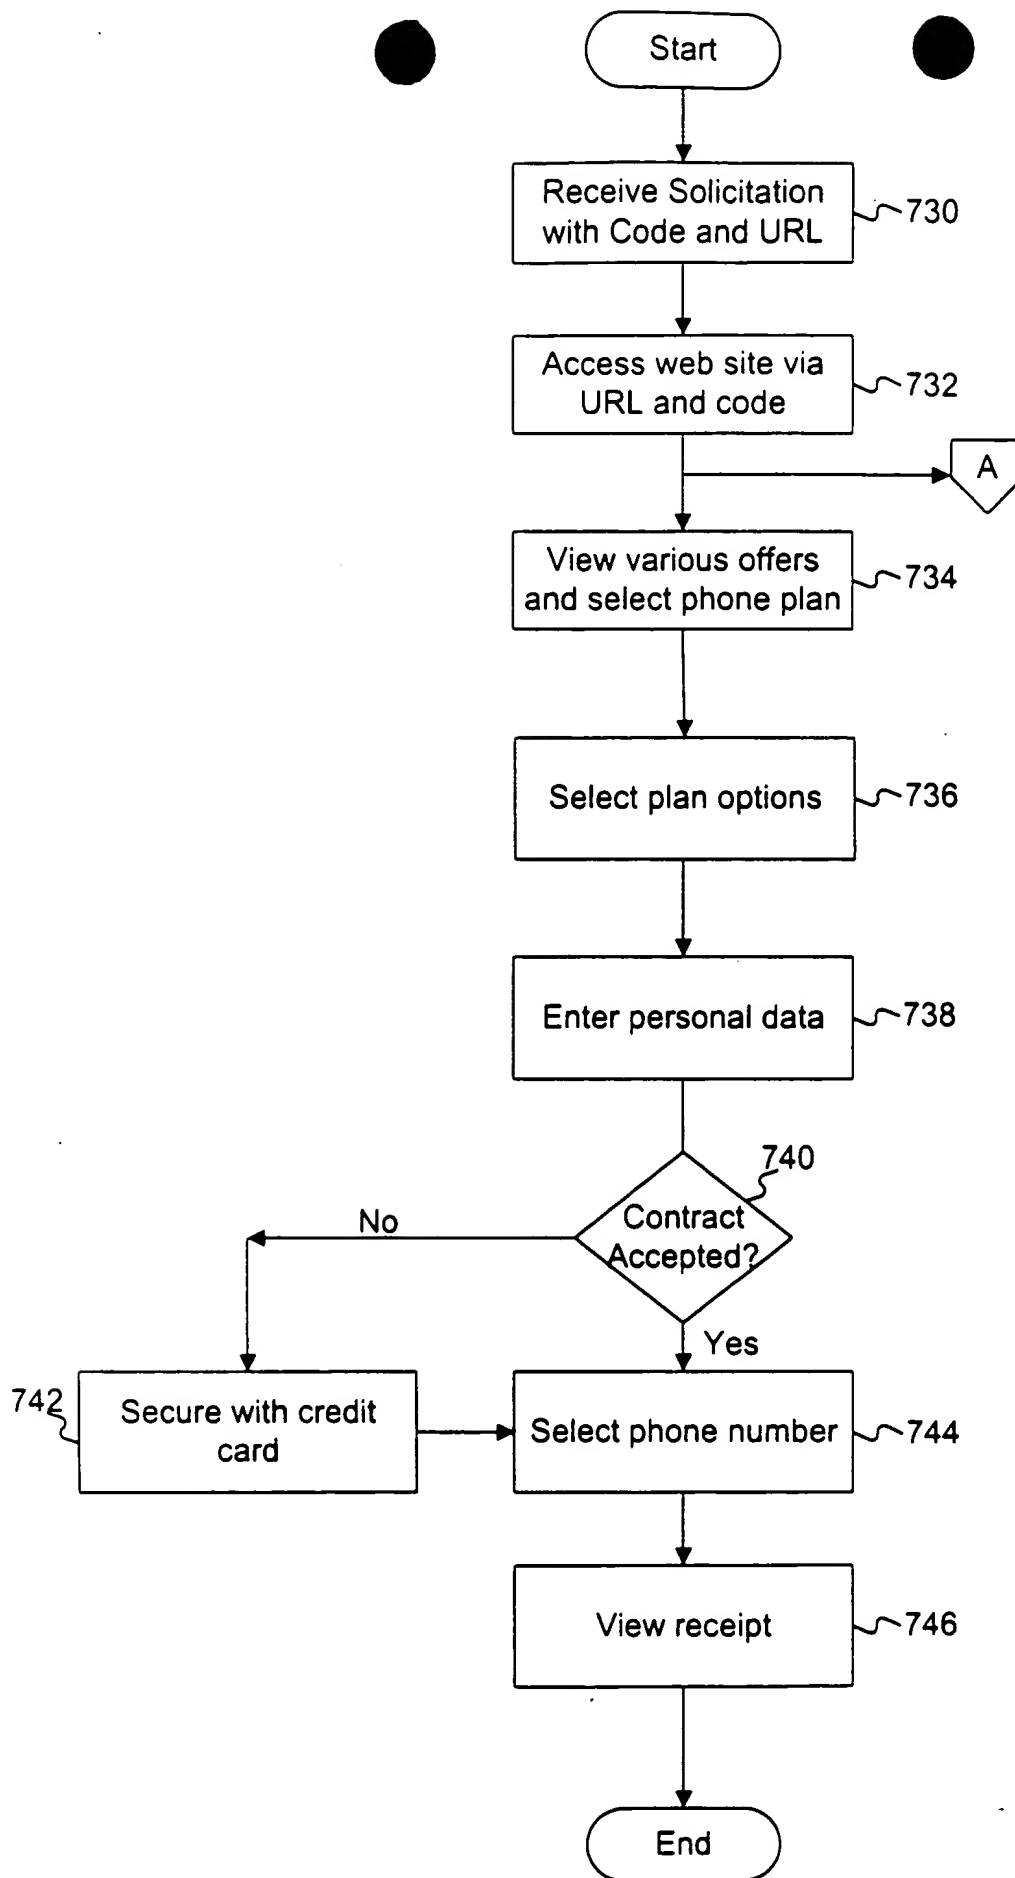 Start
Receive Solicitation
with Code and URL
730
Access web site via
URL and code
732
A
View various offers
and select phone plan
734
Select plan options
736
Enter personal data
738
740
Contract
Accepted?
No
Yes
742
Secure with credit
card
Select phone number
744
View receipt
746
End